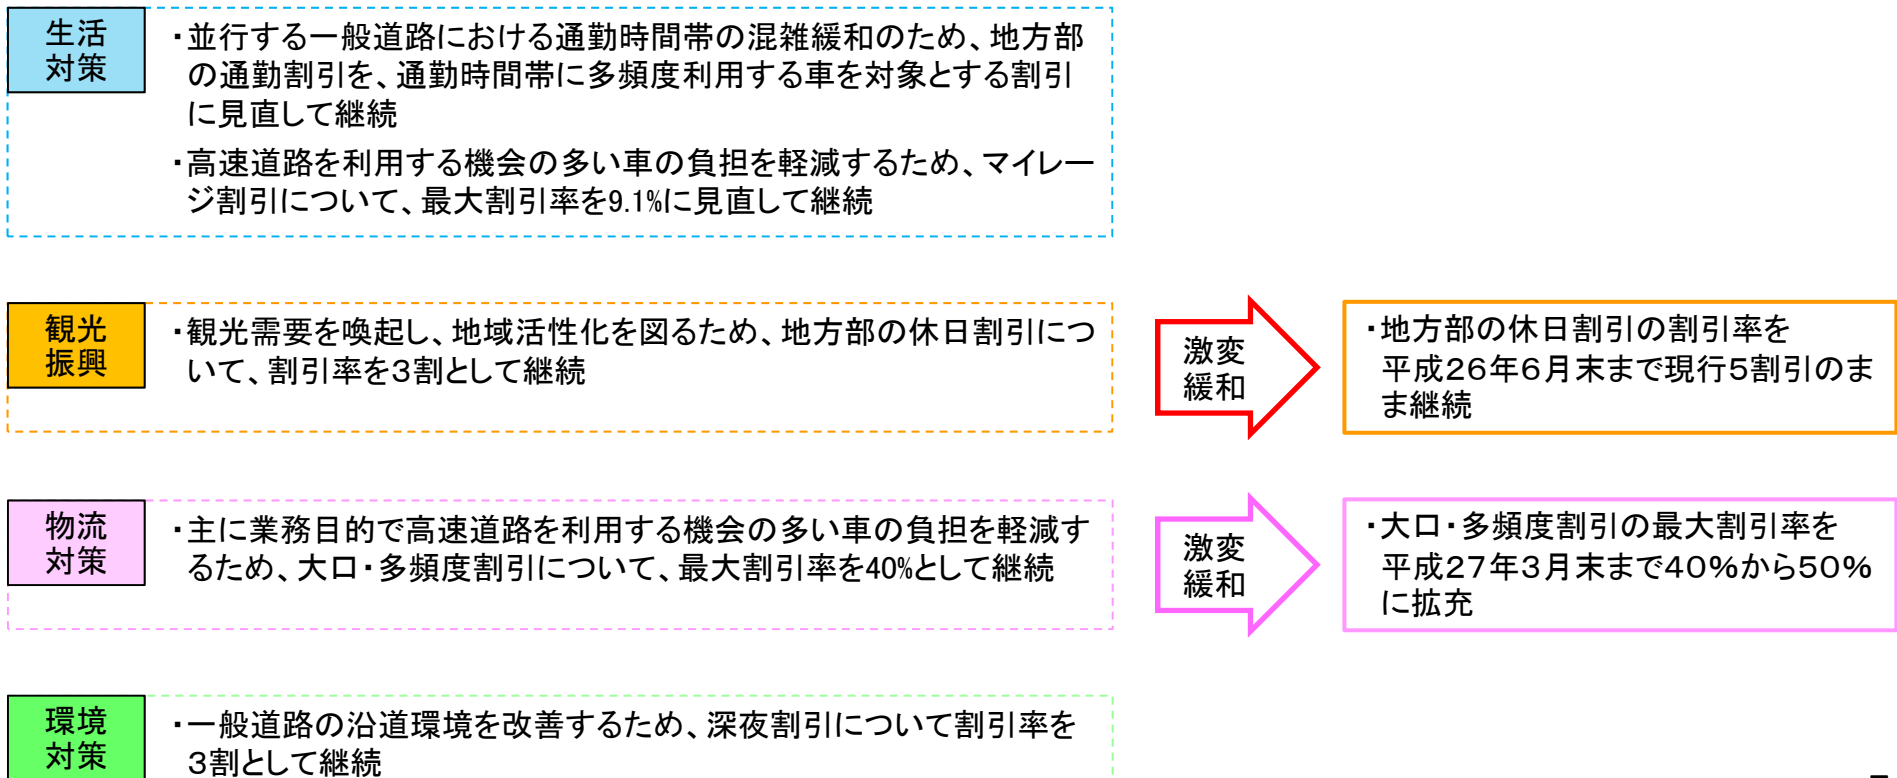 生活
対策
・並行する一般道路における通勤時間帯の混雑緩和のため、地方部
の通勤割引を、通勤時間帯に多頻度利用する車を対象とする割引
に見直して継続
・高速道路を利用する機会の多い車の負担を軽減するため、マイレー
ジ割引について、最大割引率を9.1%に見直して継続
観光
振興
・観光需要を喚起し、地域活性化を図るため、地方部の休日割引につ
いて、割引率を3割として継続
激変
緩和
・地方部の休日割引の割引率を
平成26年6月末まで現行5割引のま
ま継続
物流
対策
・主に業務目的で高速道路を利用する機会の多い車の負担を軽減す
るため、大口・多頻度割引について、最大割引率を40%として継続
激変
緩和
・大口・多頻度割引の最大割引率を
平成27年3月末まで40%から50%
に拡充
環境
対策
・一般道路の沿道環境を改善するため、深夜割引について割引率を
3割として継続